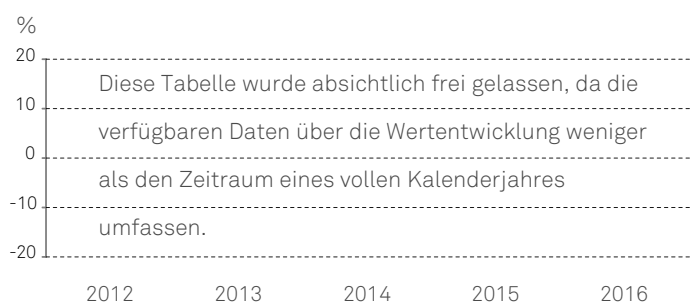 %
20
Diese Tabelle wurde absichtlich frei gelassen, da die
10
verfügbaren Daten über die Wertentwicklung weniger
0
als den Zeitraum eines vollen Kalenderjahres
-10
umfassen.
-20
2012 2013 2014 2015 2016